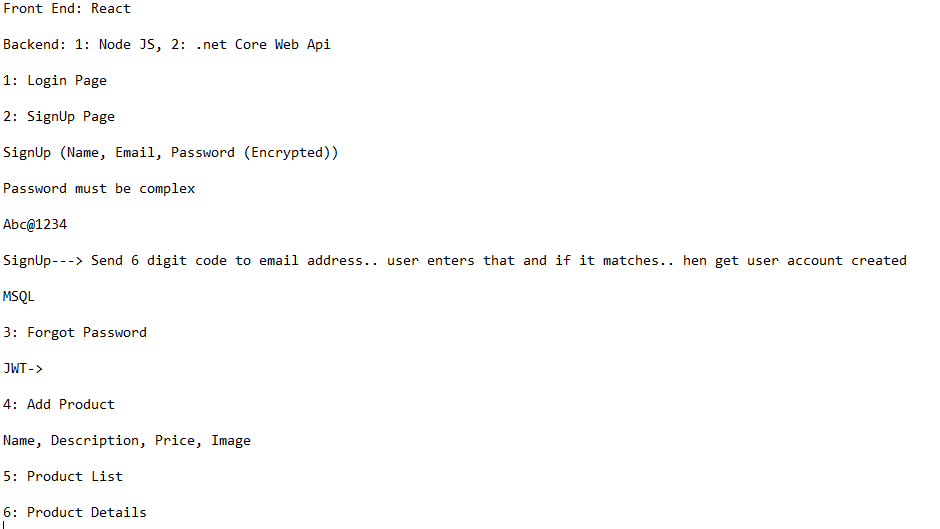 Front End: React
Backend: 1: Node JS, 2: .net Core Web Api
1: Login Page
2: SignUp Page
SignUp (Name, Email, Password (Encrypted))
Password must be complex
Abc@1234
SignUp---> Send 6 digit code to email address.. user enters that and if it matches.. hen get user account created
MSQL
3: Forgot Password
JWT->
4: Add Product
Name, Description, Price, Image
5: Product List
6: Product Details